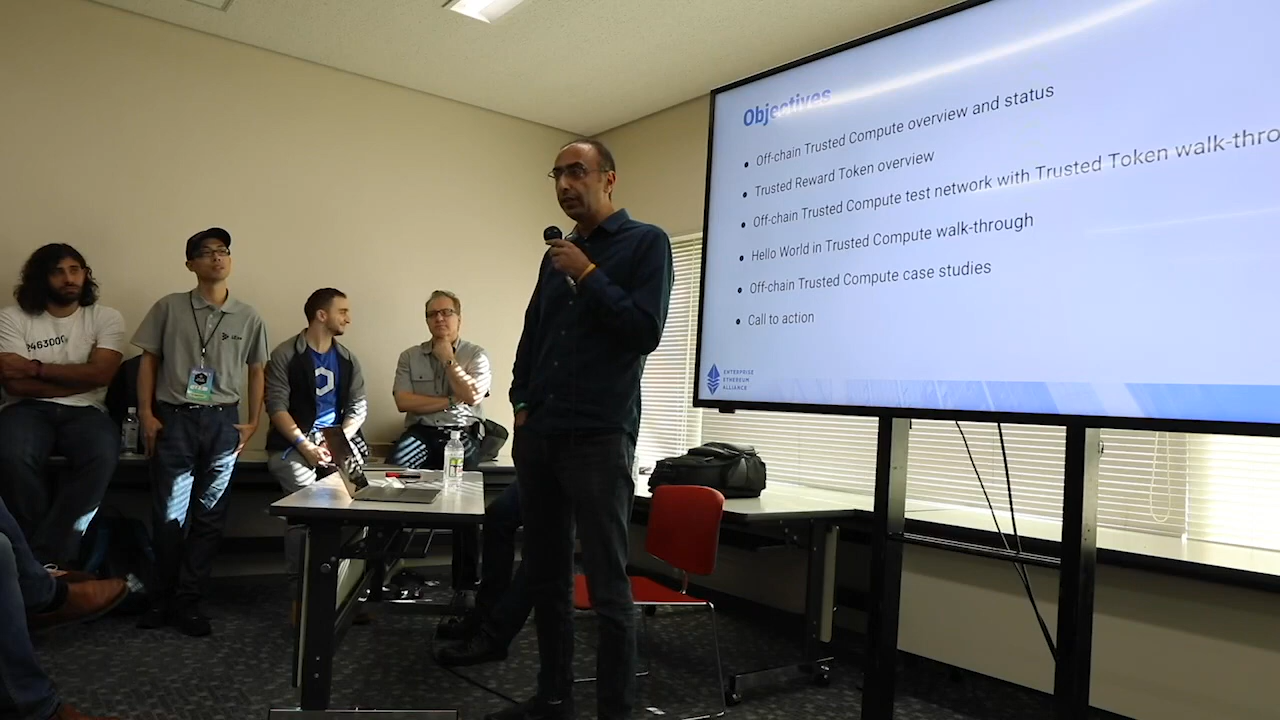 Objectives
Off-chain Trusted Compute overview and status
Trusted Reward Token overview
Off-chain Trusted Compute test network with Trusted Token walk-thro
Hello World in Trusted Compute walk-through
Off-chain Trusted Compute case studies
Call to action
ENTERPRISE
ETHEREUM
ALLIANCE